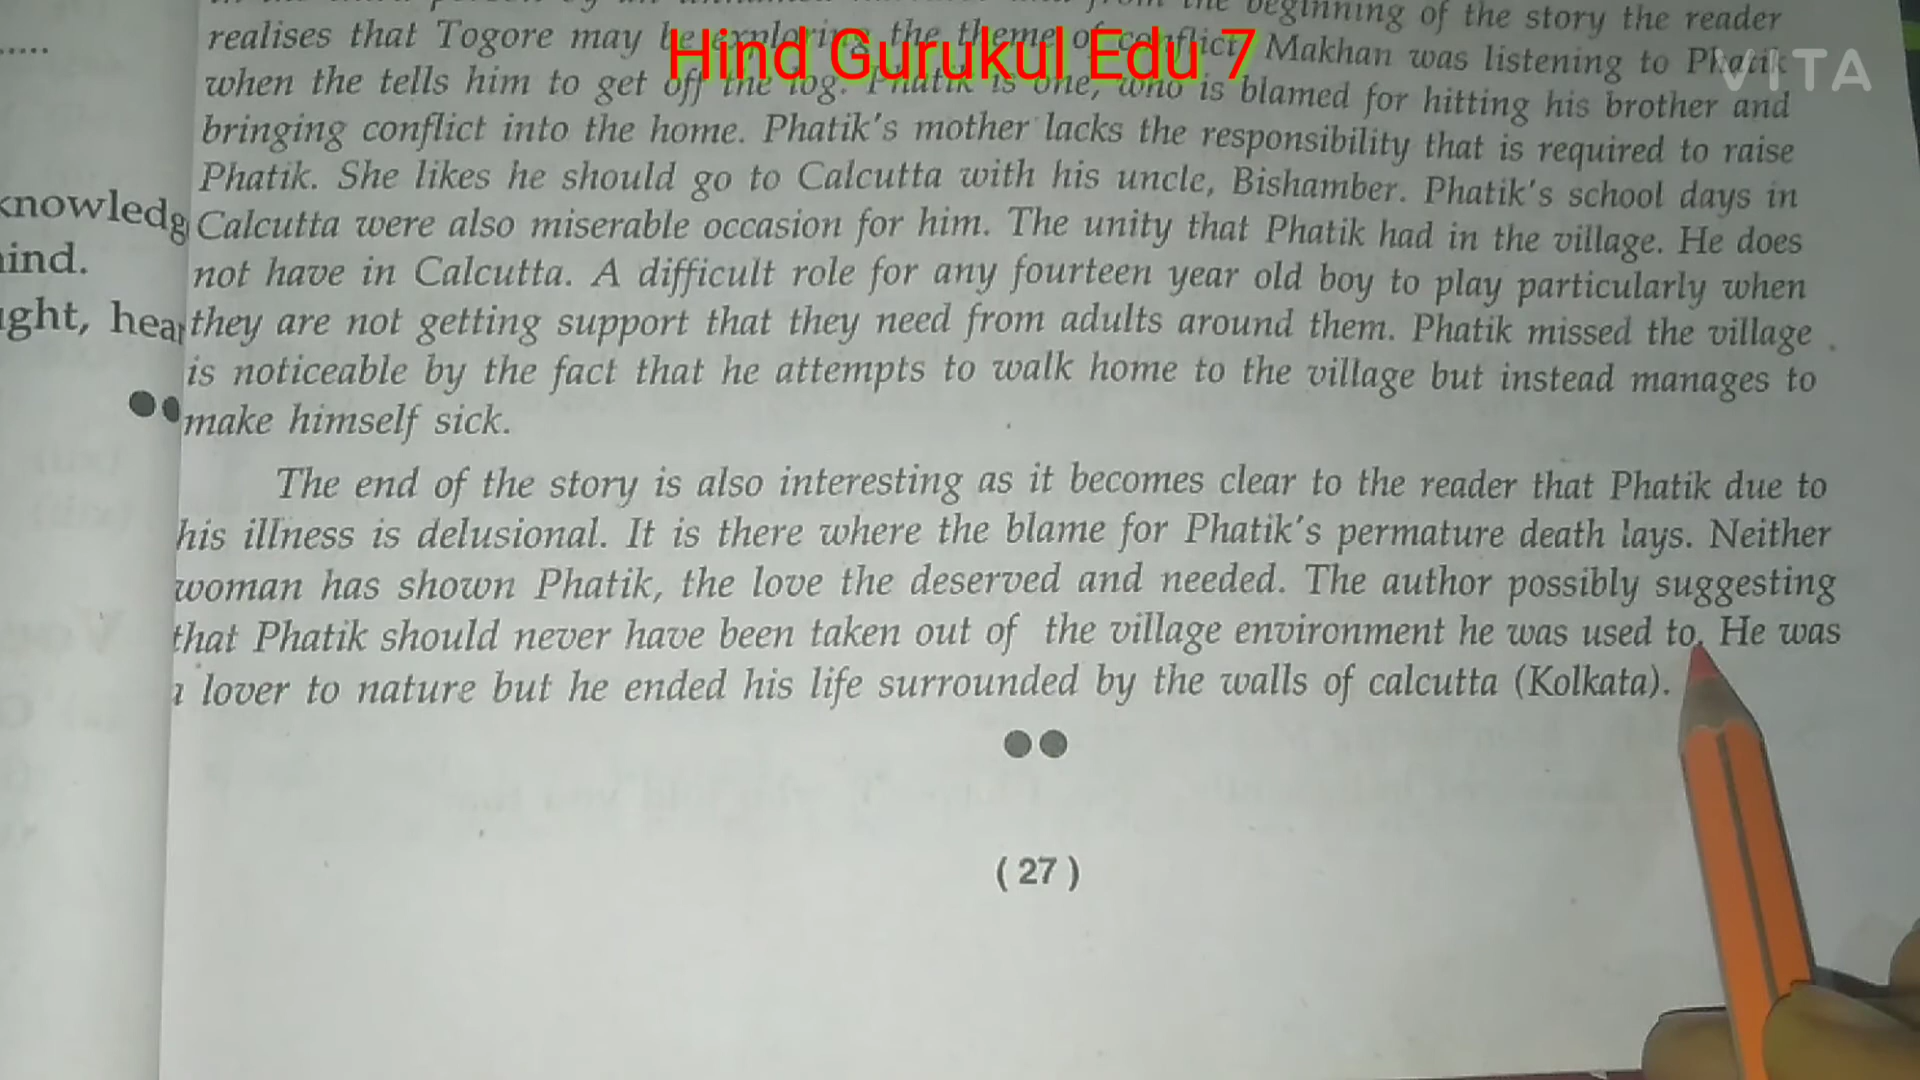 beginning of the story the reader
.....
realises that Togore may be exploring the theme of conflict. Makhan was listening to Phatik
Hind Gurukul Edu 7
VITA
when the tells him to get off the log. Phatik is one, who is blamed for hitting his brother and
bringing conflict into the home. Phatik's mother lacks the responsibility that is required to raise
Phatik. She likes he should go to Calcutta with his uncle, Bishamber. Phatik's school days in
knowledg
Calcutta were also miserable occasion for him. The unity that Phatik had in the village. He does
ind.
not have in Calcutta. A difficult role for any fourteen year old boy to play particularly when
ght, hear
they are not getting support that they need from adults around them. Phatik missed the village
is noticeable by the fact that he attempts to walk home to the village but instead manages to
make himself sick.
The end of the story is also interesting as it becomes clear to the reader that Phatik due to
his illness is delusional. It is there where the blame for Phatik's permature death lays. Neither
woman has shown Phatik, the love the deserved and needed. The author possibly suggesting
that Phatik should never have been taken out of the village environment he was used to. He was
a lover to nature but he ended his life surrounded by the walls of calcutta (Kolkata).
( 27 )